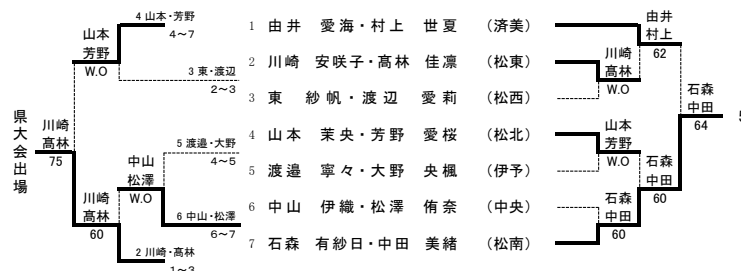 県大会出場
川崎
髙林
75
山本
芳野
W.O
4 山本・芳野
4～7
3 東・渡辺
2～3
中山
松澤
W.O
5 渡邉・大野
4～5
6 中山・松澤
6～7
川崎
髙林
60
2 川崎・髙林
1～3
1 由井 愛海・村上 世夏 （済美）
2 川崎 安咲子・髙林 佳凛 （松東）
3 東 紗帆・渡辺 愛莉 （松西）
4 山本 茉央・芳野 愛桜 （松北）
5 渡邉 寧々・大野 央楓 （伊予）
6 中山 伊織・松澤 侑奈 （中央）
7 石森 有紗日・中田 美緒 （松南）
由井
村上
62
川崎
髙林
W.O
山本
芳野
W.O
石森
中田
60
石森
中田
60
石森
中田
64